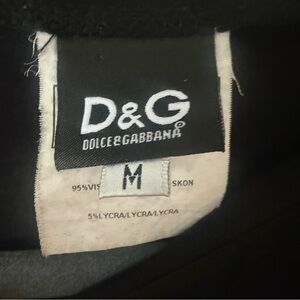 D&G
DOLCE&GABBANA
M
95%VIS SKON
5%LYCRA/LYCRA/LYCRA